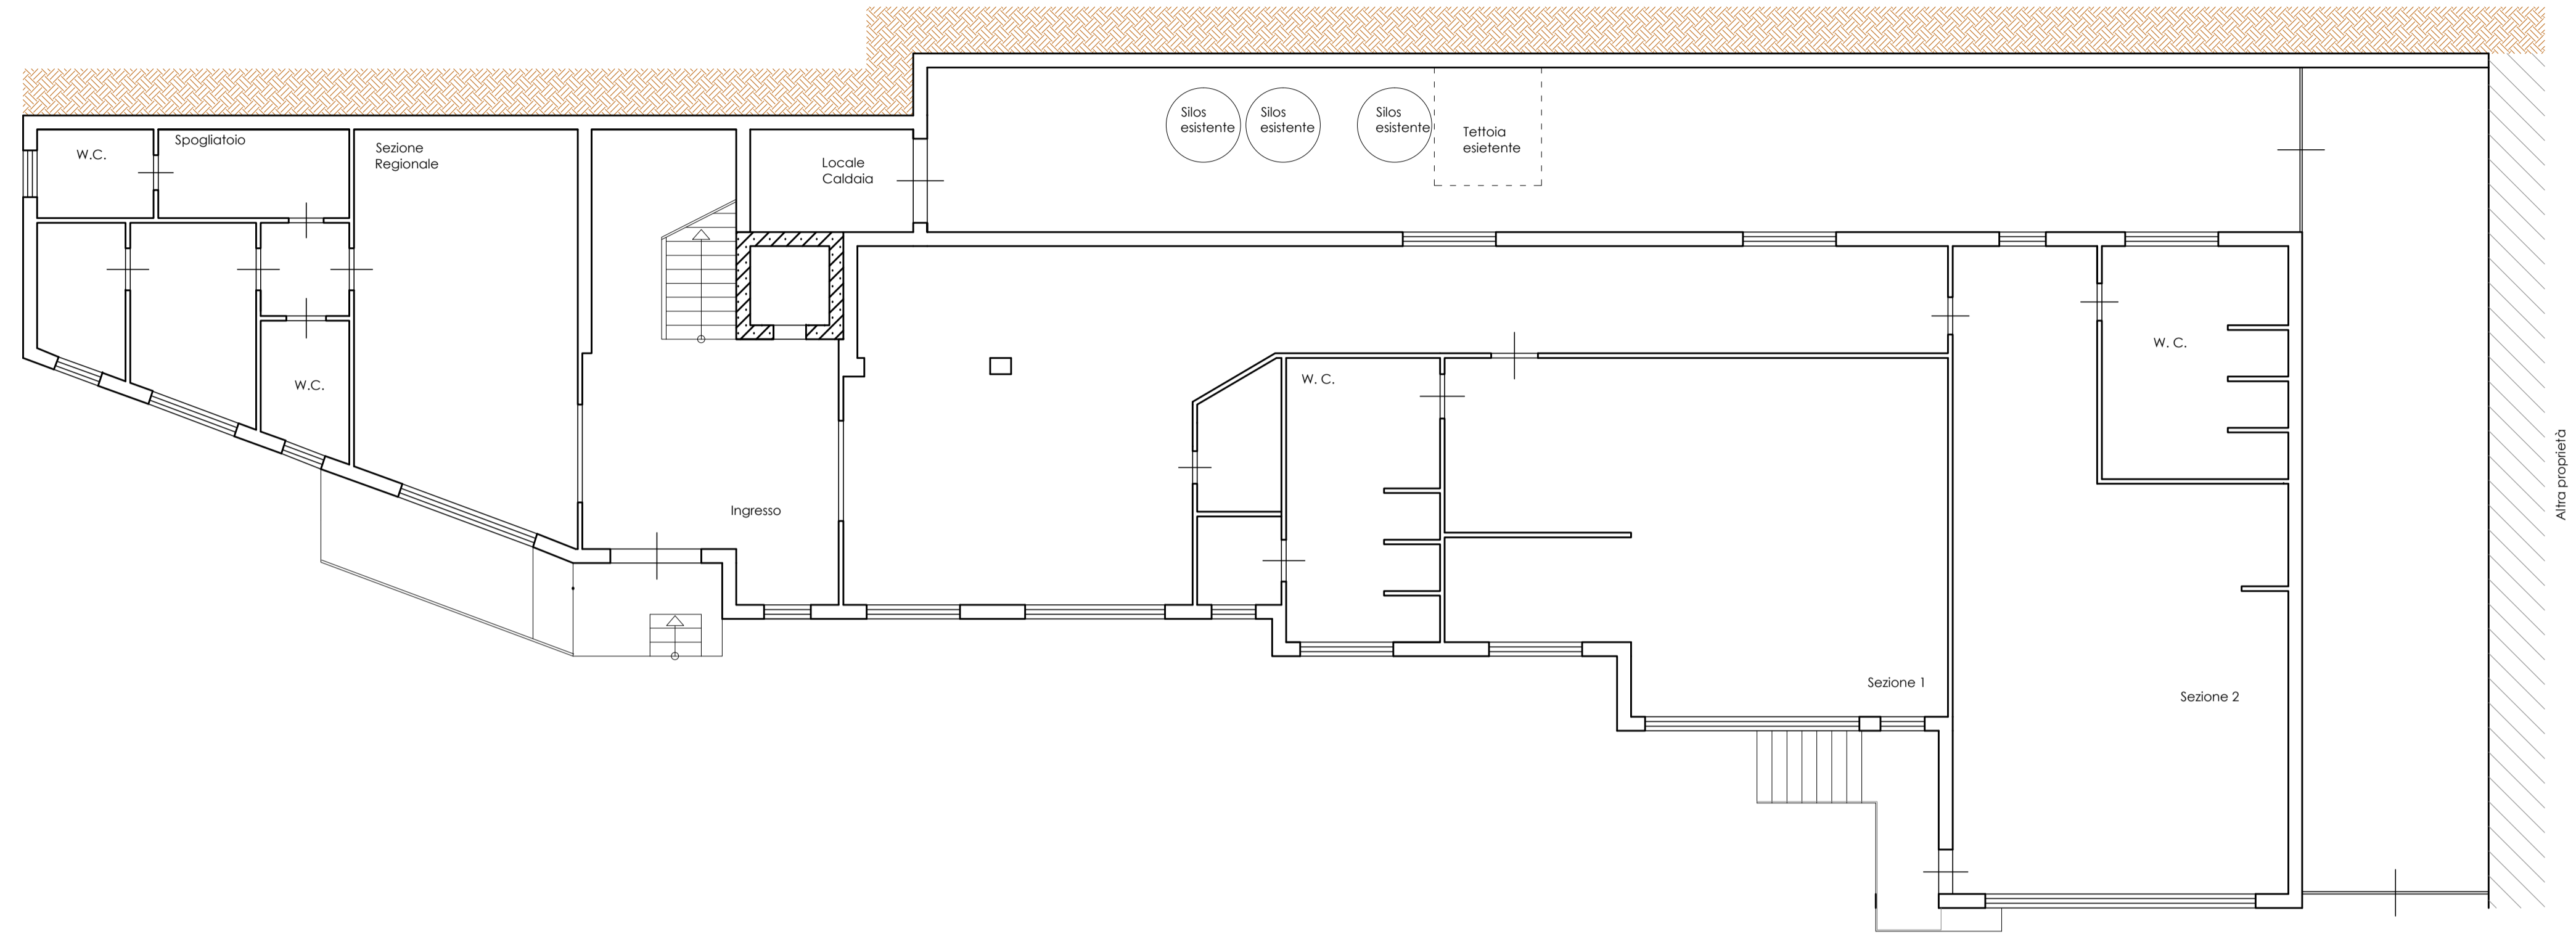 Silos
esistente
Silos
esistente
Silos
esistente
Tettoia
esietente
Spogliatoio
W.C.
Sezione
Regionale
Locale
Caldaia
W. C.
W. C.
W.C.
Ingresso
Altra proprietà
Sezione 1
Sezione 2